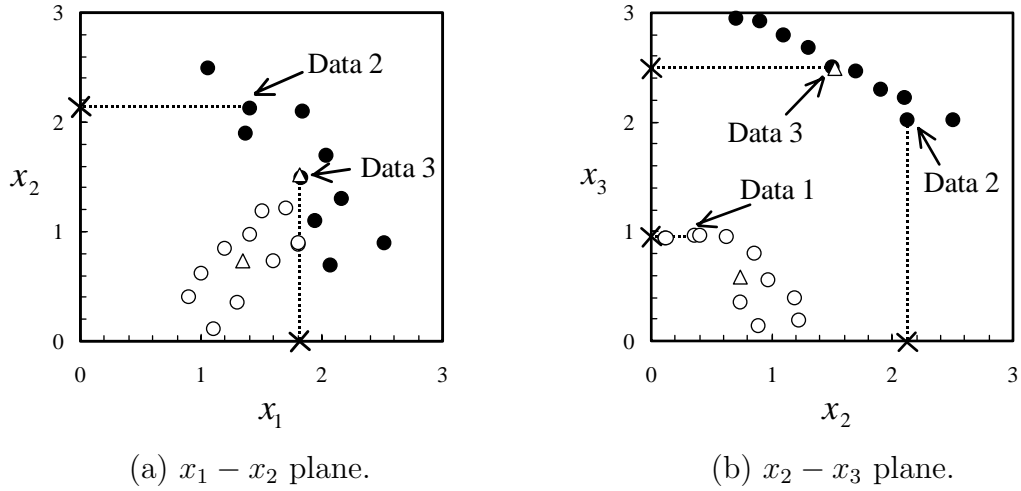 3
Data 2
2
x₂
Data 3
1
0
0 1 2 3
x₁
(a) x₁ − x₂ plane.
3
Data 3
2
x₃
Data 2
Data 1
1
0
0 1 2 3
x₂
(b) x₂ − x₃ plane.